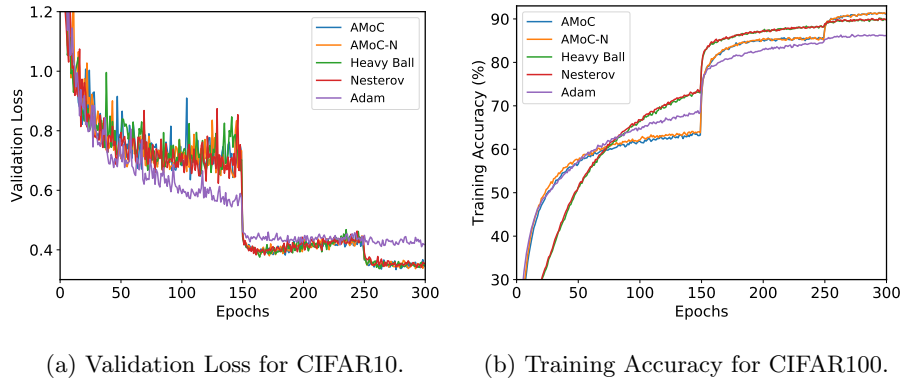 Validation Loss
1.2
1.0
0.8
0.6
0.4
0 50 100 150 200 250 300
Epochs
AMoC
AMoC-N
Heavy Ball
Nesterov
Adam
(a) Validation Loss for CIFAR10.
Training Accuracy (%)
90
80
70
60
50
40
30
0 50 100 150 200 250 300
Epochs
AMoC
AMoC-N
Heavy Ball
Nesterov
Adam
(b) Training Accuracy for CIFAR100.